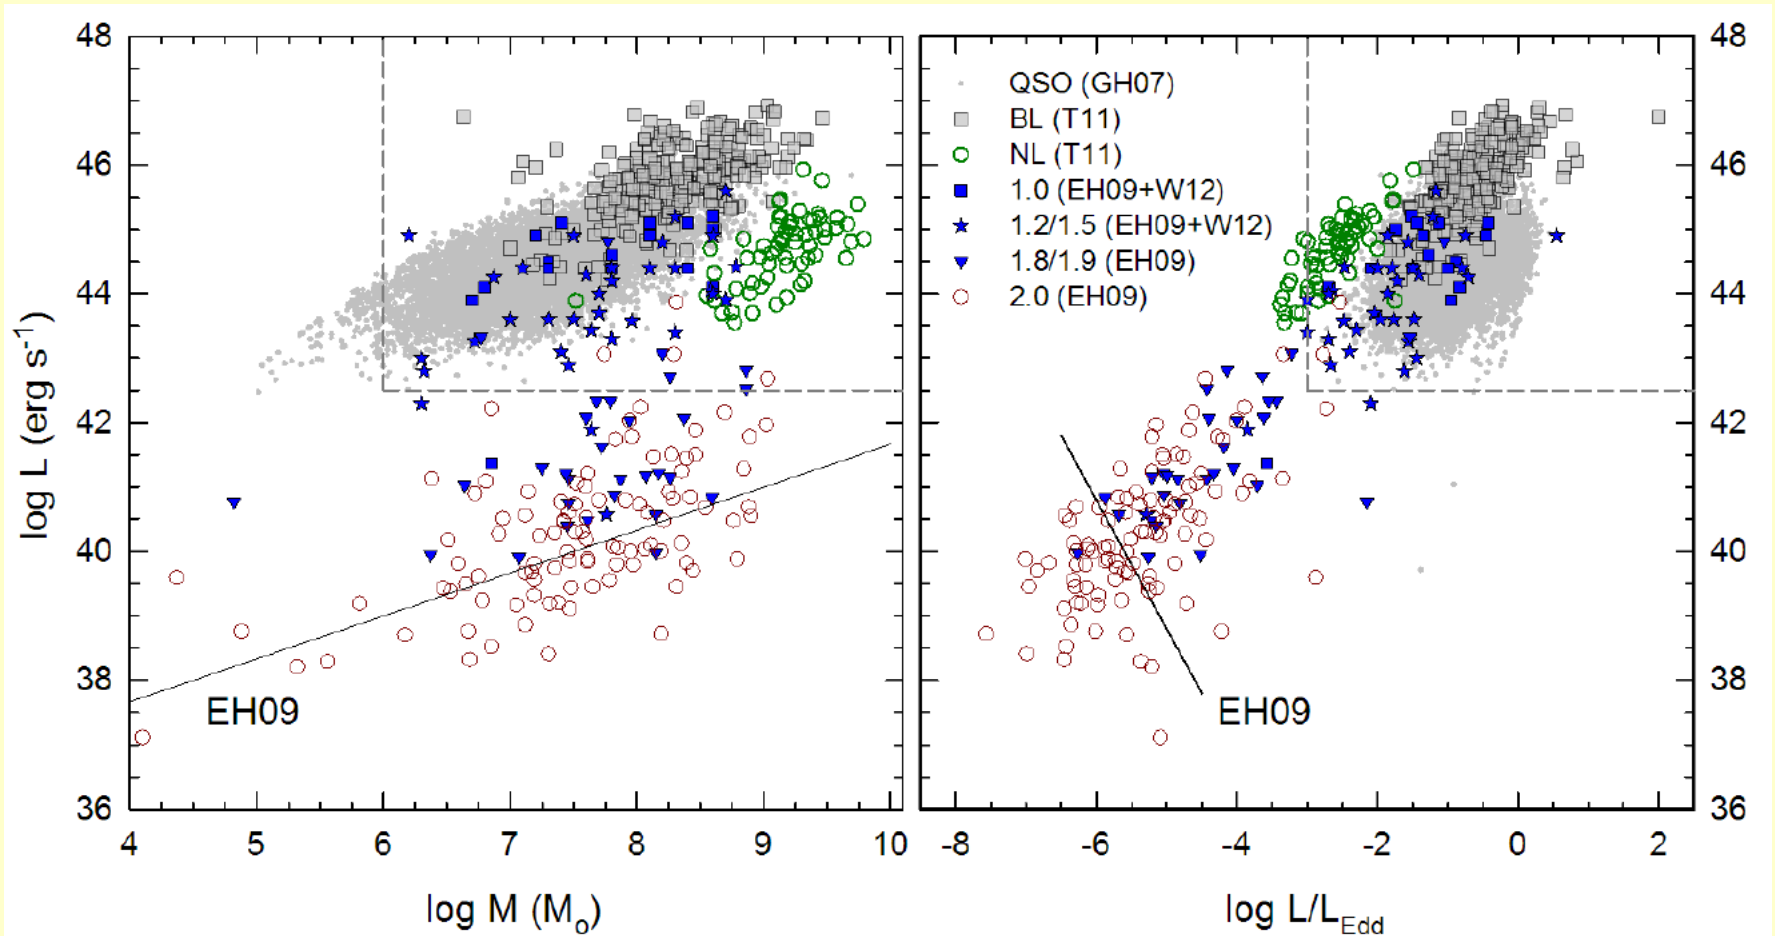 48
46
44
42
40
38
36
log L (erg s⁻¹)
4 5 6 7 8 9 10
log M (Mₒ)
EH09
QSO (GH07)
BL (T11)
NL (T11)
1.0 (EH09+W12)
1.2/1.5 (EH09+W12)
1.8/1.9 (EH09)
2.0 (EH09)
EH09
48
46
44
42
40
38
36
-8 -6 -4 -2 0 2
log L/L_Edd